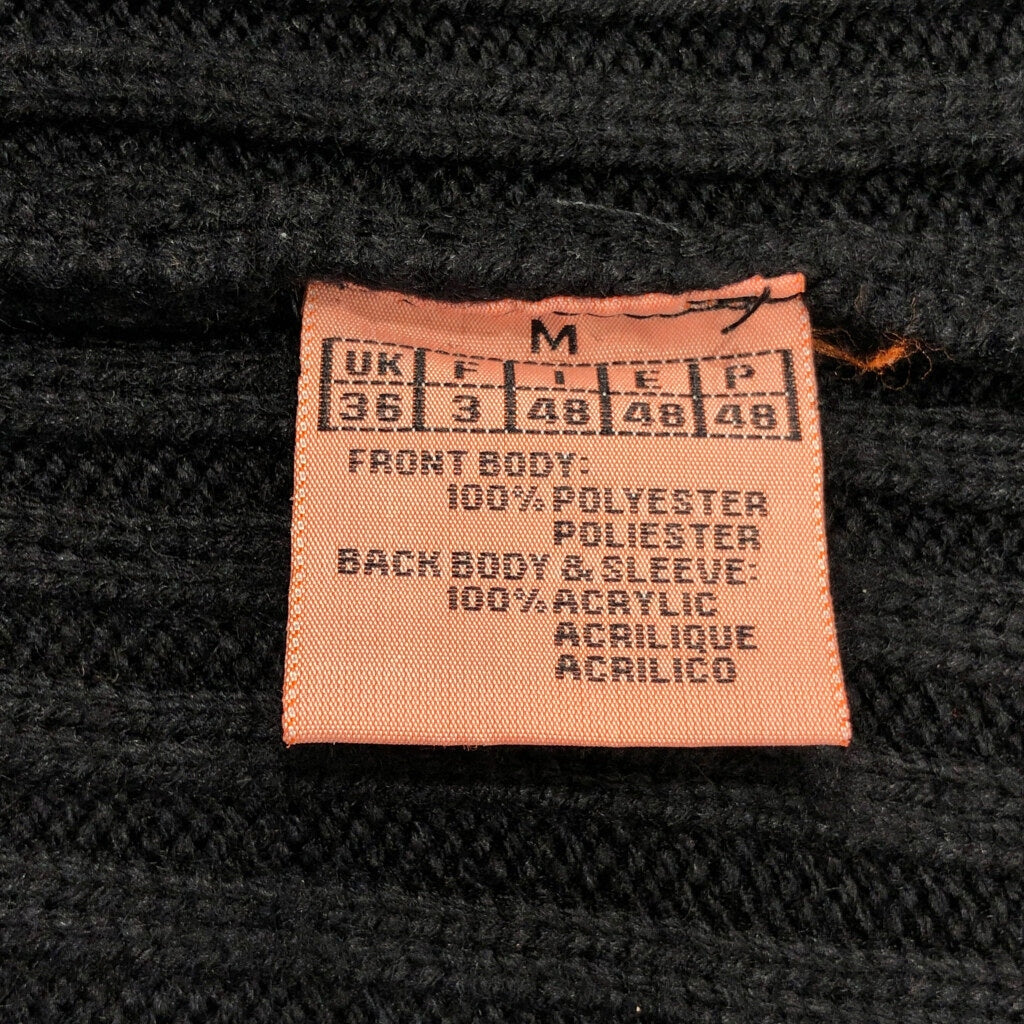 M
UK F I E P
36 3 48 48 48
FRONT BODY:
100% POLYESTER
POLIESTER
BACK BODY & SLEEVE:
100% ACRYLIC
ACRILIQUE
ACRILICO